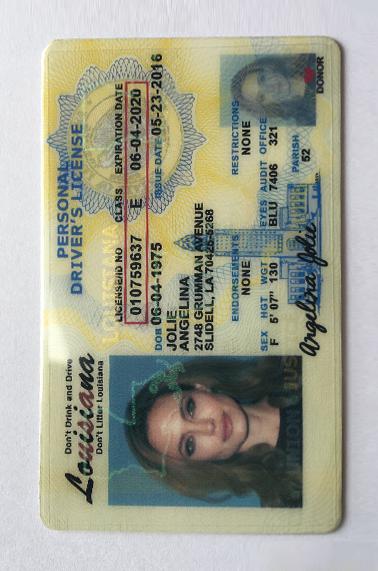 Don't Drink and Drive
Louisiana
Don't Litter Louisiana
PERSONAL
DRIVER'S LICENSE
LOUISIANA
LICENSE/ID NO CLASS EXPIRATION DATE
010759637 E 06-04-2020
DOB 06-04-1975 ISSUE DATE 05-23-2016
JOLIE
ANGELINA
2748 GRUMMAN AVENUE
SLIDELL, LA 70426-5268
ENDORSEMENTS RESTRICTIONS
NONE NONE
SEX HGT WGT EYES AUDIT OFFICE PARISH
F 5' 07" 130 BLU 7406 321 52
Angelina Jolie
DONOR